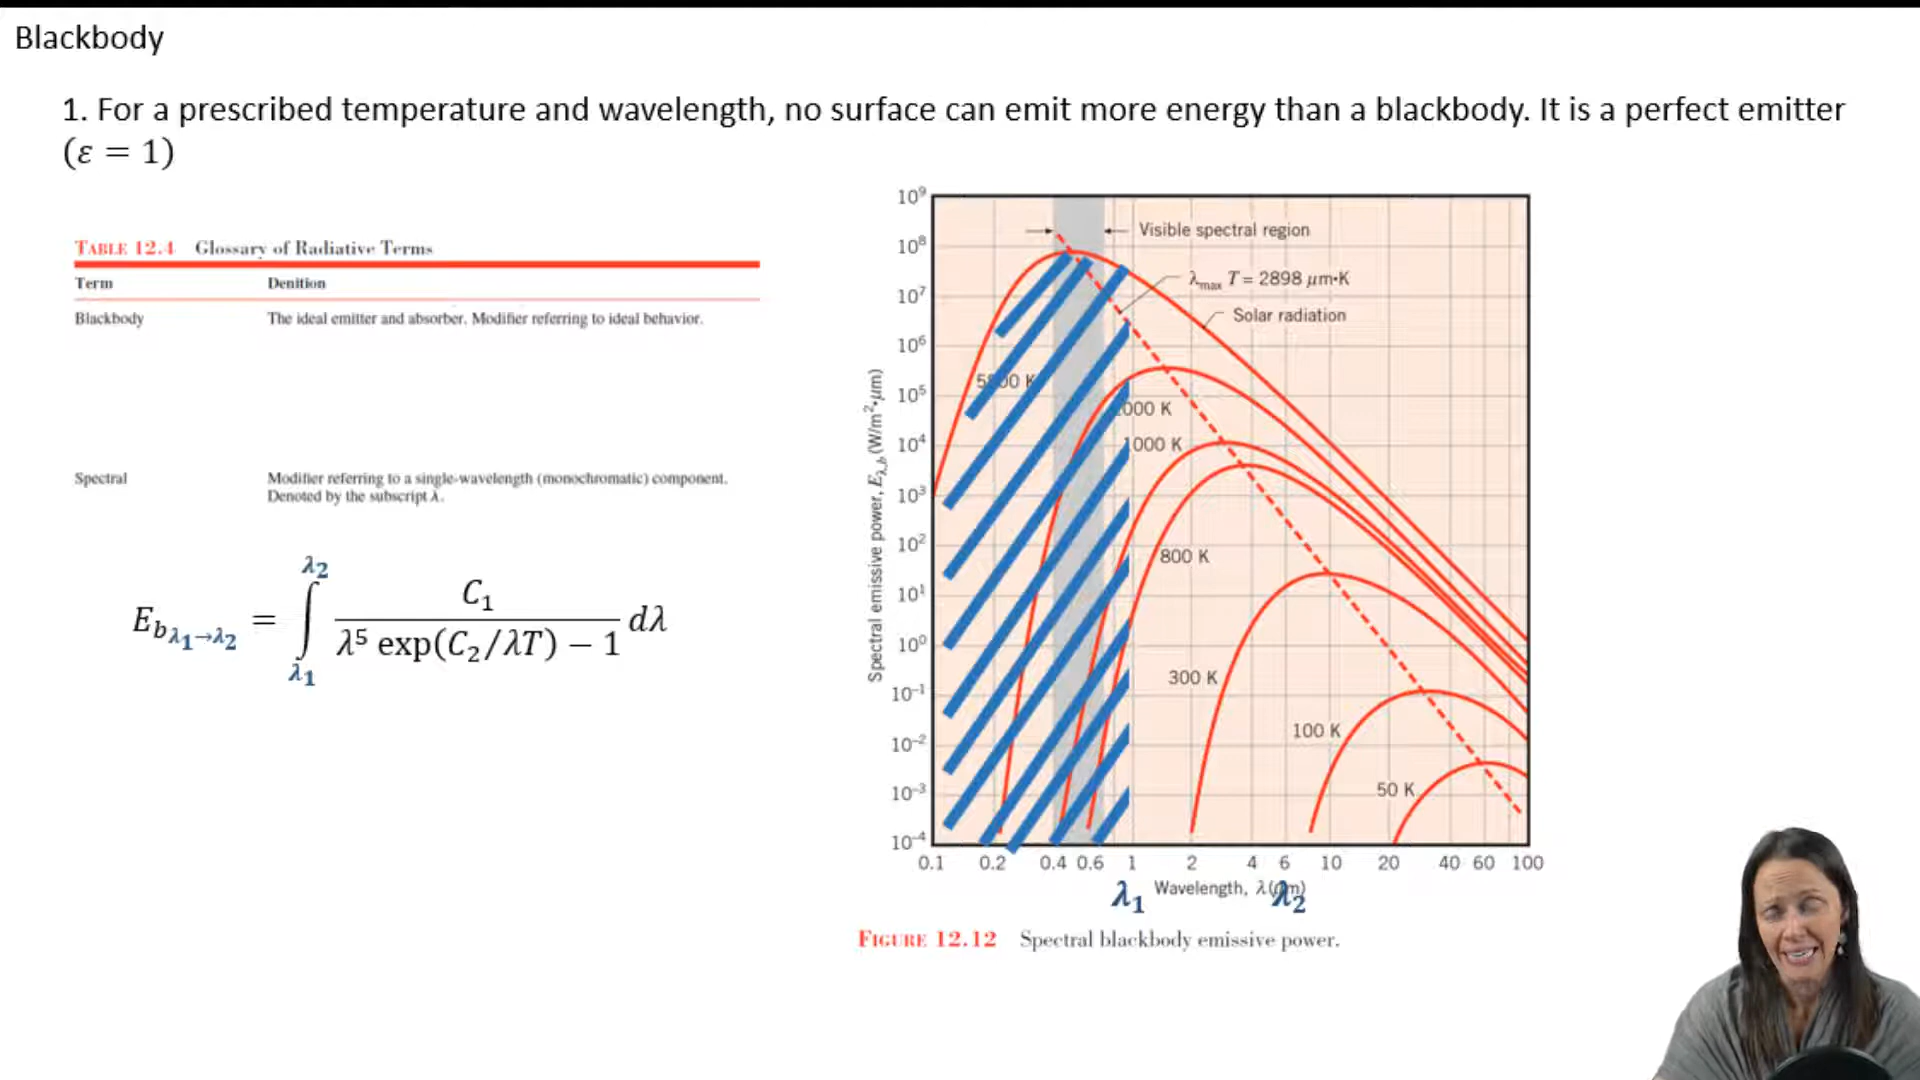 Blackbody
1. For a prescribed temperature and wavelength, no surface can emit more energy than a blackbody. It is a perfect emitter
(ε = 1)
TABLE 12.4 Glossary of Radiative Terms
Term Denition
Blackbody The ideal emitter and absorber. Modifier referring to ideal behavior.
Spectral Modifier referring to a single-wavelength (monochromatic) component.
Denoted by the subscript λ.
E_{b λ₁→λ₂} = ∫_{λ₁}^{λ₂} C₁ / (λ⁵ exp(C₂/λT) − 1) dλ
10⁹
10⁸
10⁷
10⁶
10⁵
10⁴
10³
10²
10¹
10⁰
10⁻¹
10⁻²
10⁻³
10⁻⁴
Spectral emissive power, E_{λ,b} (W/m²•μm)
Visible spectral region
λmax T = 2898 μm•K
Solar radiation
000 K
1000 K
800 K
300 K
100 K
50 K
0.1 0.2 0.4 0.6 1 2 4 6 10 20 40 60 100
λ₁ Wavelength, λ λ₂
FIGURE 12.12 Spectral blackbody emissive power.